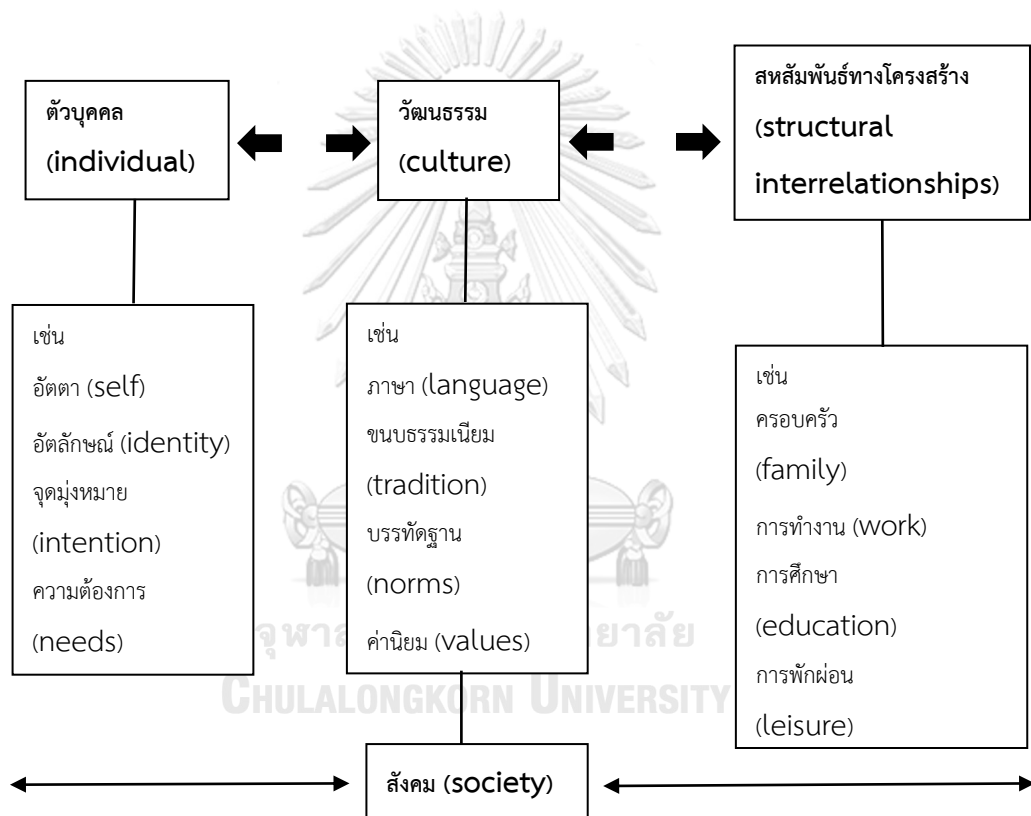 ตัวบุคคล
(individual)
วัฒนธรรม
(culture)
สหสัมพันธ์ทางโครงสร้าง
(structural
interrelationships)
เช่น
อัตตา (self)
อัตลักษณ์ (identity)
จุดมุ่งหมาย
(intention)
ความต้องการ
(needs)
เช่น
ภาษา (language)
ขนบธรรมเนียม
(tradition)
บรรทัดฐาน
(norms)
ค่านิยม (values)
เช่น
ครอบครัว
(family)
การทำงาน (work)
การศึกษา
(education)
การพักผ่อน
(leisure)
สังคม (society)
CHULALONGKORN UNIVERSITY